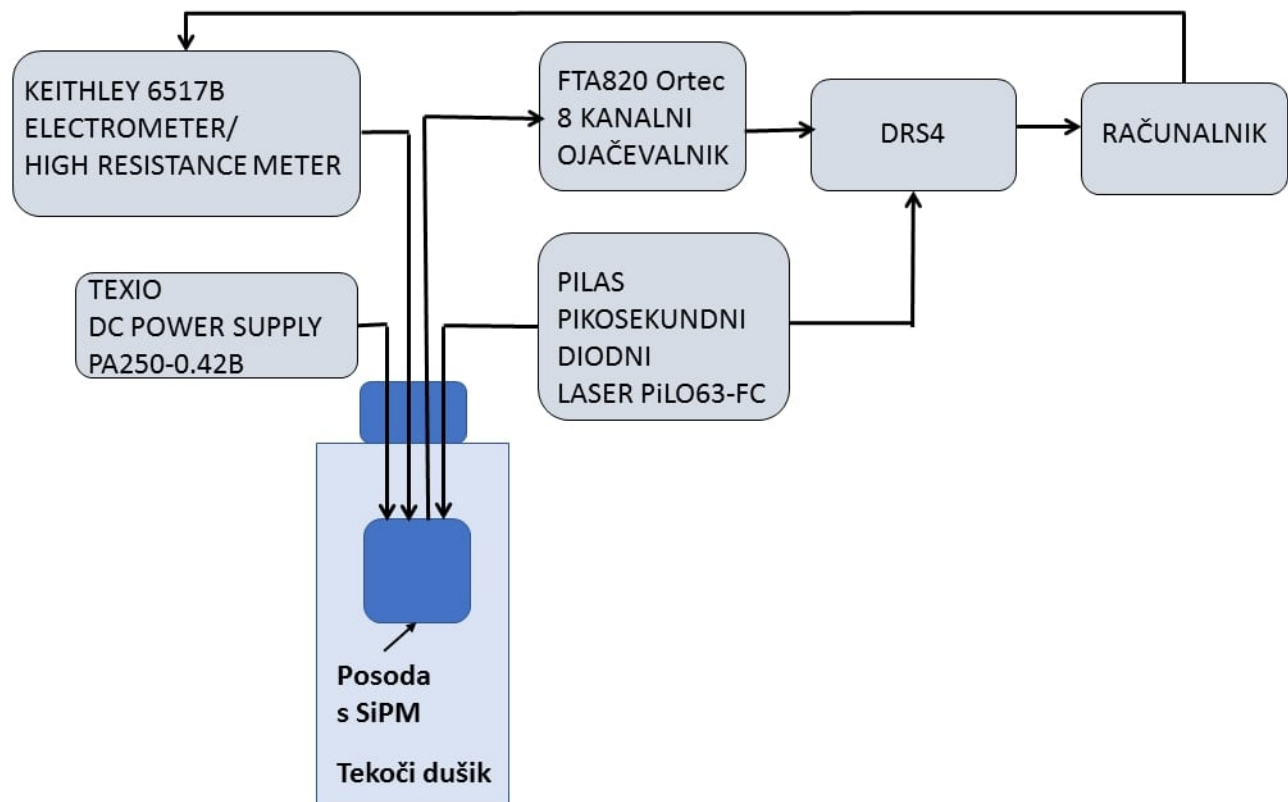 KEITHLEY 6517B
ELECTROMETER/
HIGH RESISTANCE METER
FTA820 Ortec
8 KANALNI
OJAČEVALNIK
DRS4
RAČUNALNIK
TEXIO
DC POWER SUPPLY
PA250-0.42B
PILAS
PIKOSEKUNDNI
DIODNI
LASER PiLO63-FC
Posoda
s SiPM
Tekoči dušik